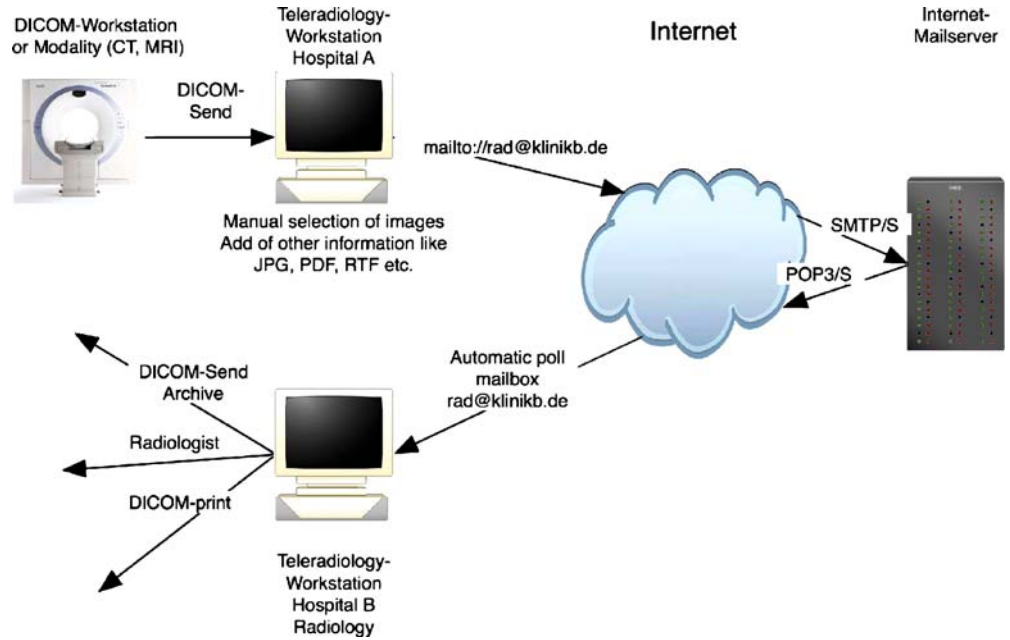 DICOM-Workstation
or Modality (CT, MRI)
DICOM-
Send
Teleradiology-
Workstation
Hospital A
Manual selection of images
Add of other information like
JPG, PDF, RTF etc.
mailto://rad@klinikb.de
Internet
Internet-
Mailserver
SMTP/S
POP3/S
Automatic poll
mailbox
rad@klinikb.de
DICOM-Send
Archive
Radiologist
DICOM-print
Teleradiology-
Workstation
Hospital B
Radiology